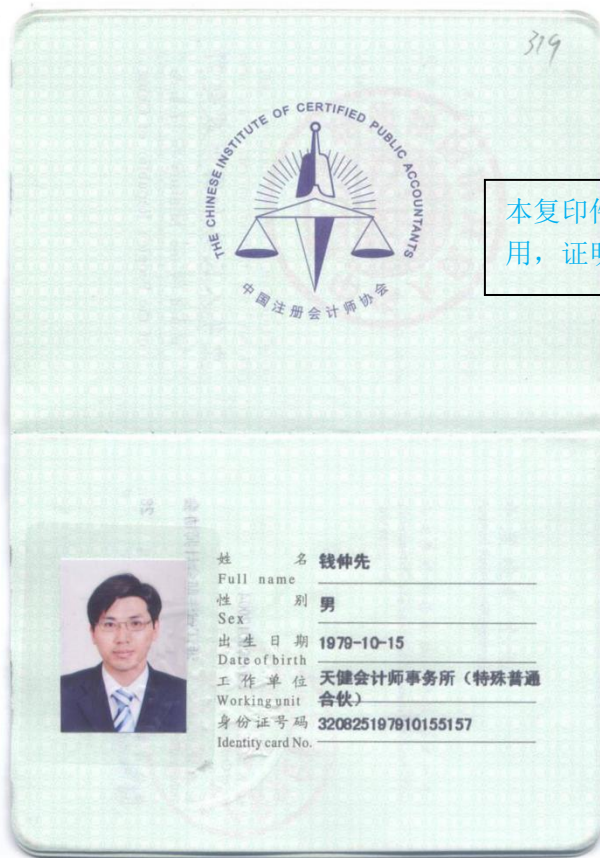 319
THE CHINESE INSTITUTE OF CERTIFIED PUBLIC ACCOUNTANTS
中国注册会计师协会
本复印件
用，证明
姓 名 钱仲先
Full name
性 别 男
Sex
出生日期 1979-10-15
Date of birth
工作单位 天健会计师事务所（特殊普通
Working unit 合伙）
身份证号码 320825197910155157
Identity card No.